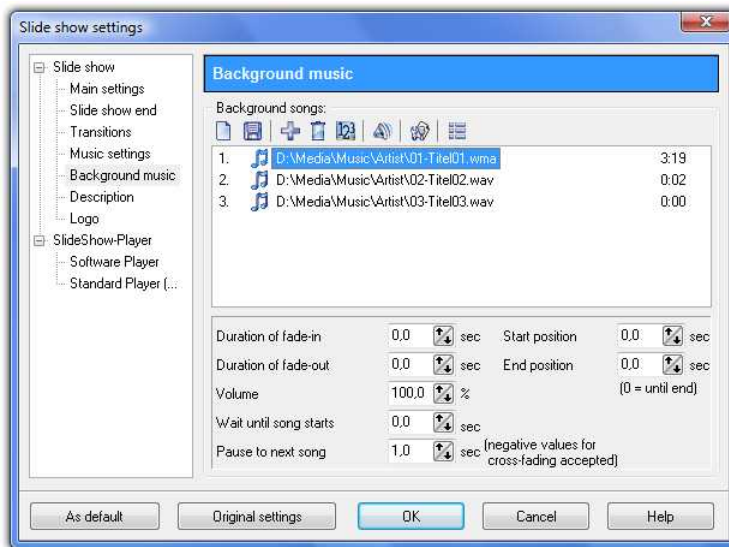 Slide show settings
Slide show
Main settings
Slide show end
Transitions
Music settings
Background music
Description
Logo
SlideShow-Player
Software Player
Standard Player (...
Background music
Background songs:
123
1. D:\Media\Music\Artist\01-Titel01.wma 3:19
2. D:\Media\Music\Artist\02-Titel02.wav 0:02
3. D:\Media\Music\Artist\03-Titel03.wav 0:00
Duration of fade-in 0,0 sec Start position 0,0 sec
Duration of fade-out 0,0 sec End position 0,0 sec
Volume 100,0 % (0 = until end)
Wait until song starts 0,0 sec
Pause to next song 1,0 sec (negative values for
cross-fading accepted)
As default Original settings OK Cancel Help